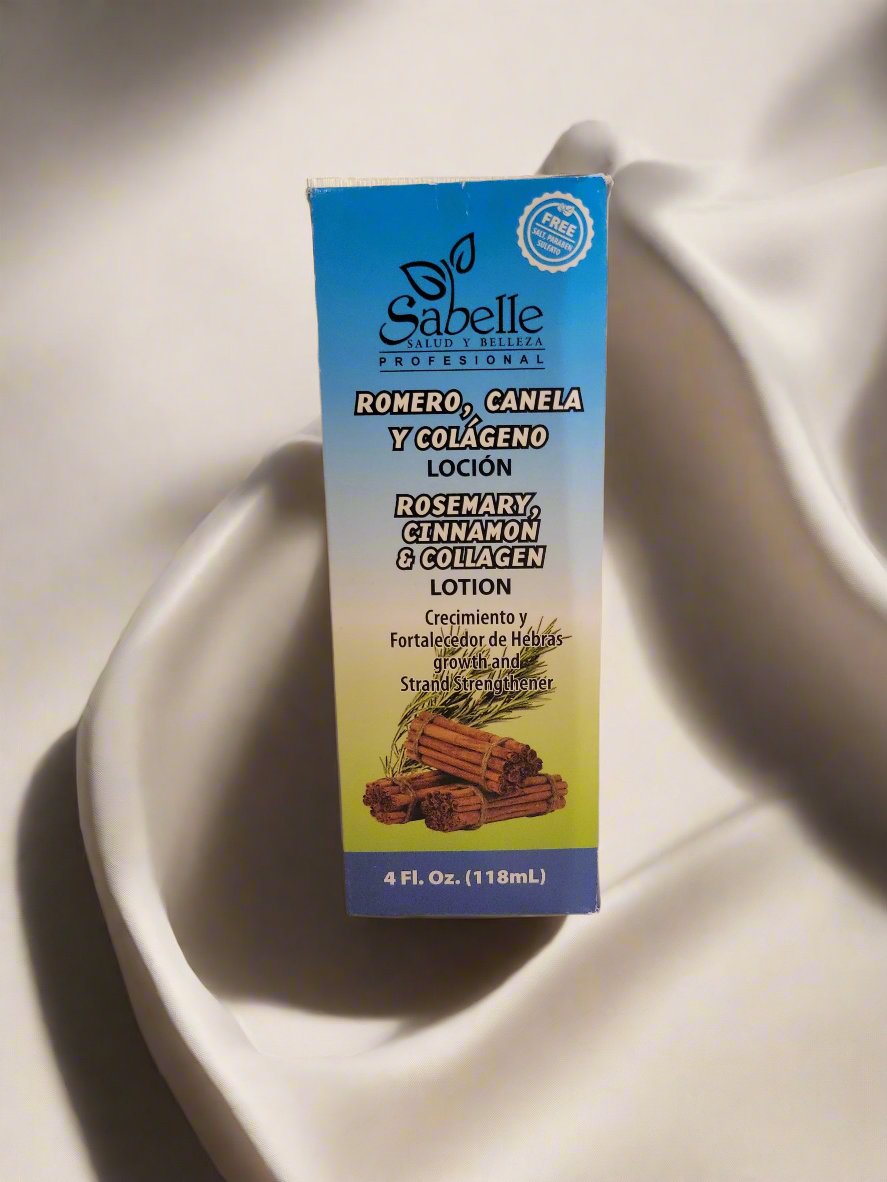 FREE
SALT, PARABEN
SULFATO
Sabelle
SALUD Y BELLEZA
PROFESIONAL
ROMERO, CANELA
Y COLÁGENO
LOCIÓN
ROSEMARY,
CINNAMON
& COLLAGEN
LOTION
Crecimiento y
Fortalecedor de Hebras
growth and
Strand Strengthener
4 Fl. Oz. (118mL)